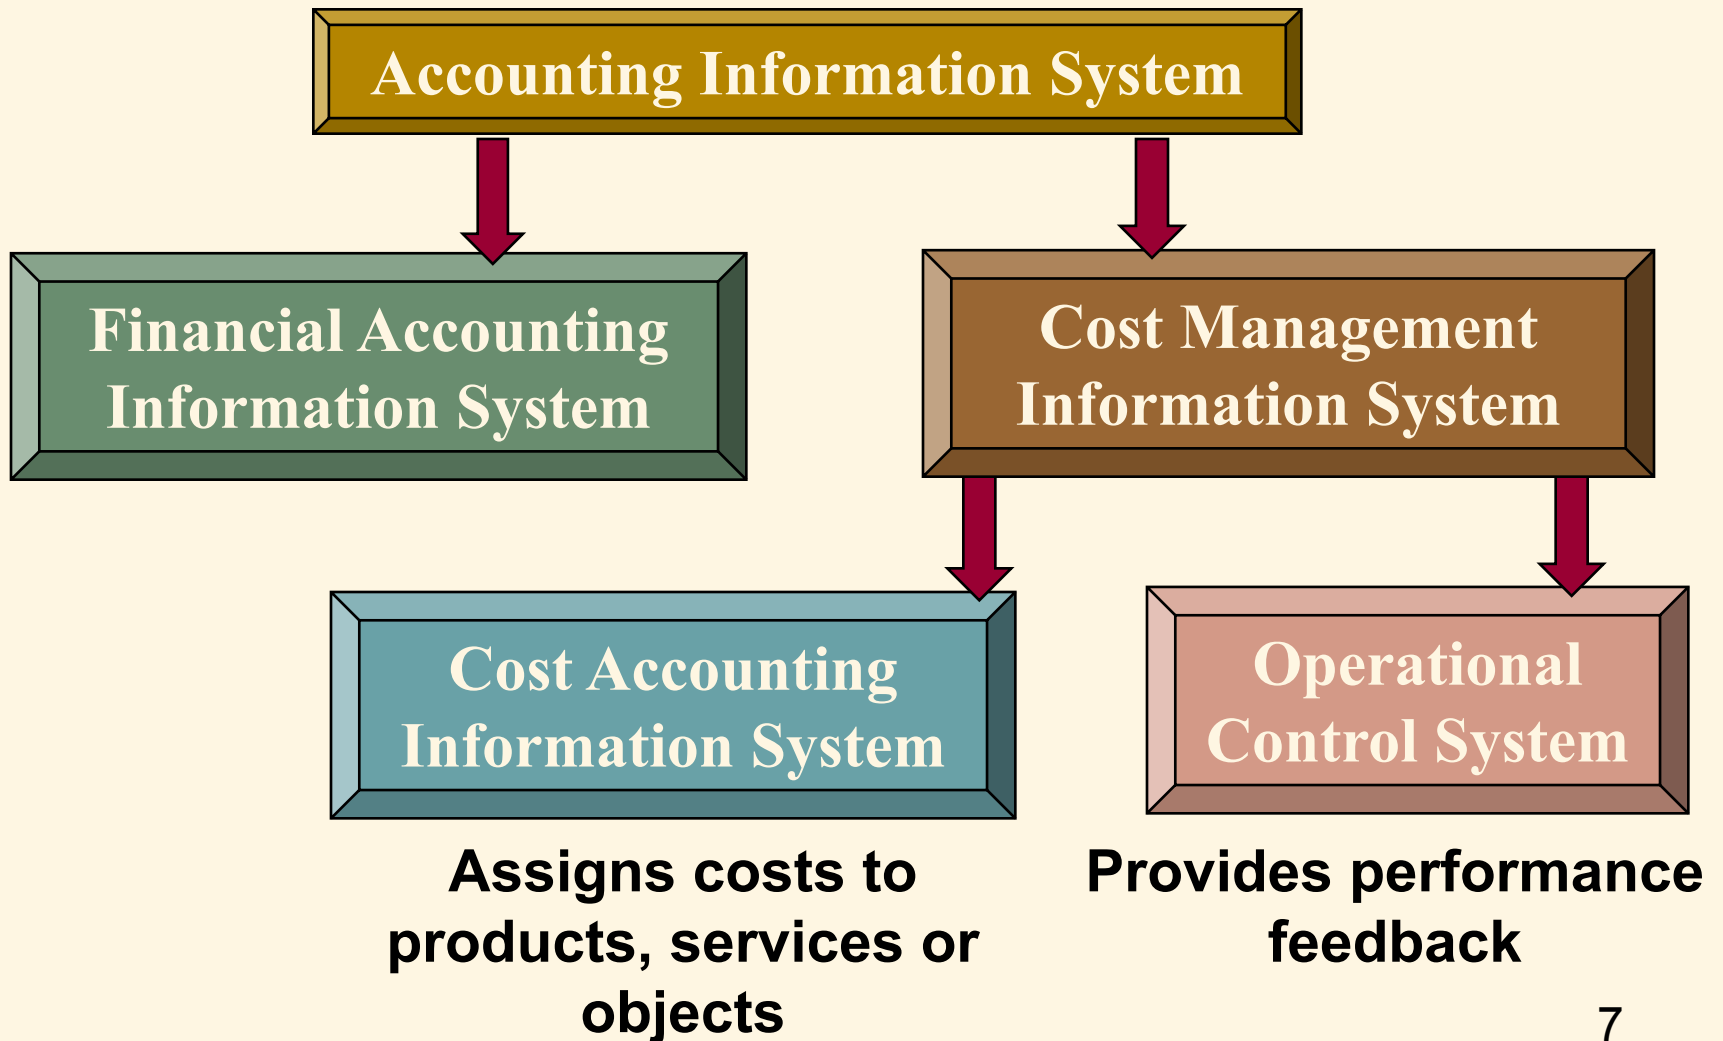 Accounting Information System
Financial Accounting
Information System
Cost Management
Information System
Cost Accounting
Information System
Operational
Control System
Assigns costs to
products, services or
objects
Provides performance
feedback
7